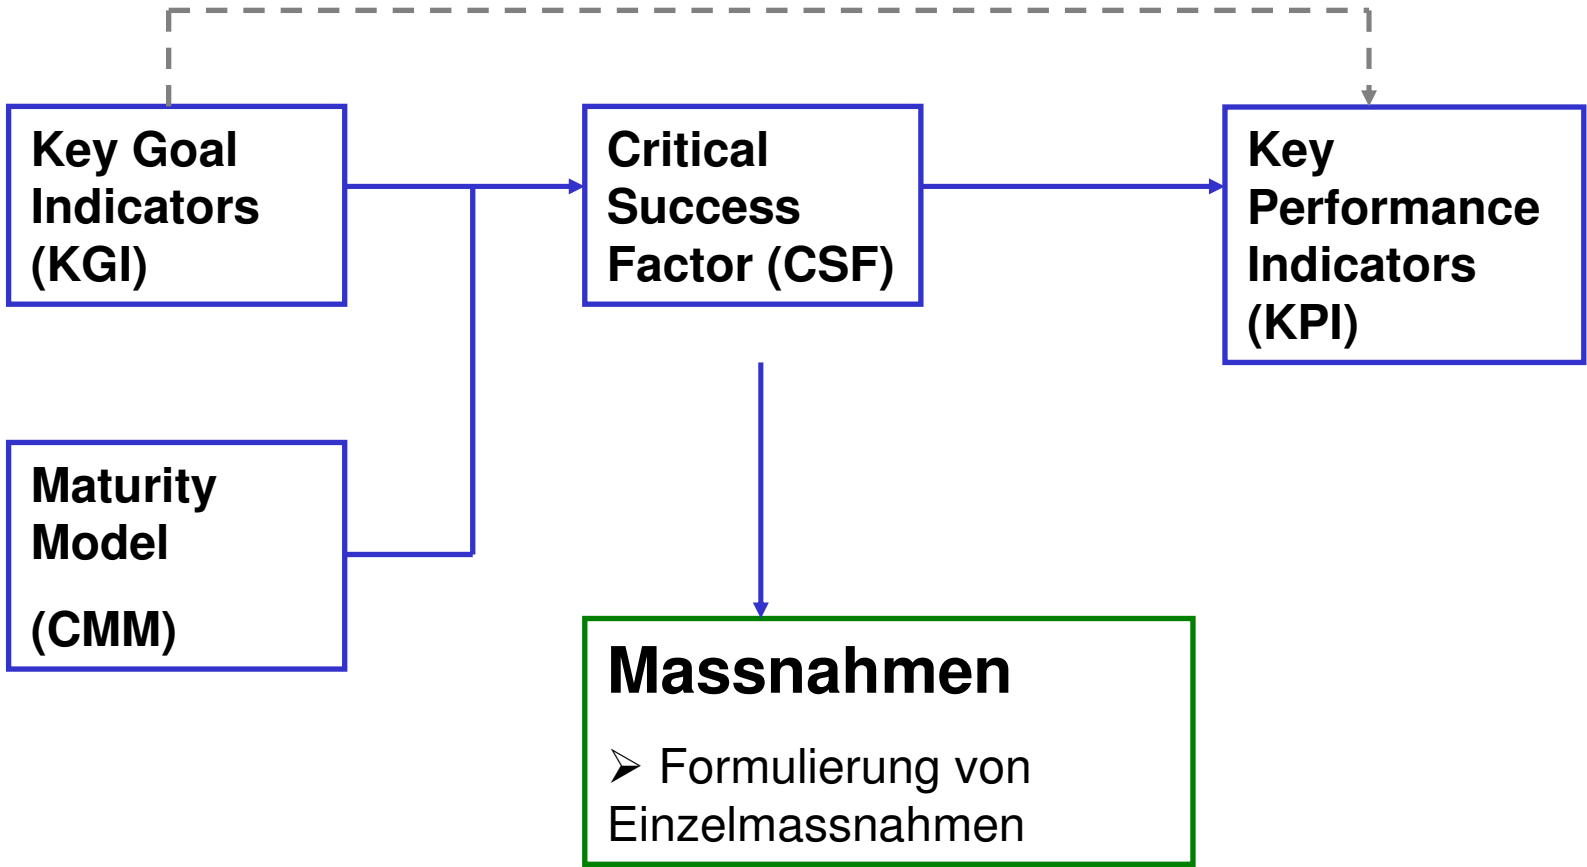 Key Goal
Indicators
(KGI)
Critical
Success
Factor (CSF)
Key
Performance
Indicators
(KPI)
Maturity
Model
(CMM)
Massnahmen
➢ Formulierung von
Einzelmassnahmen